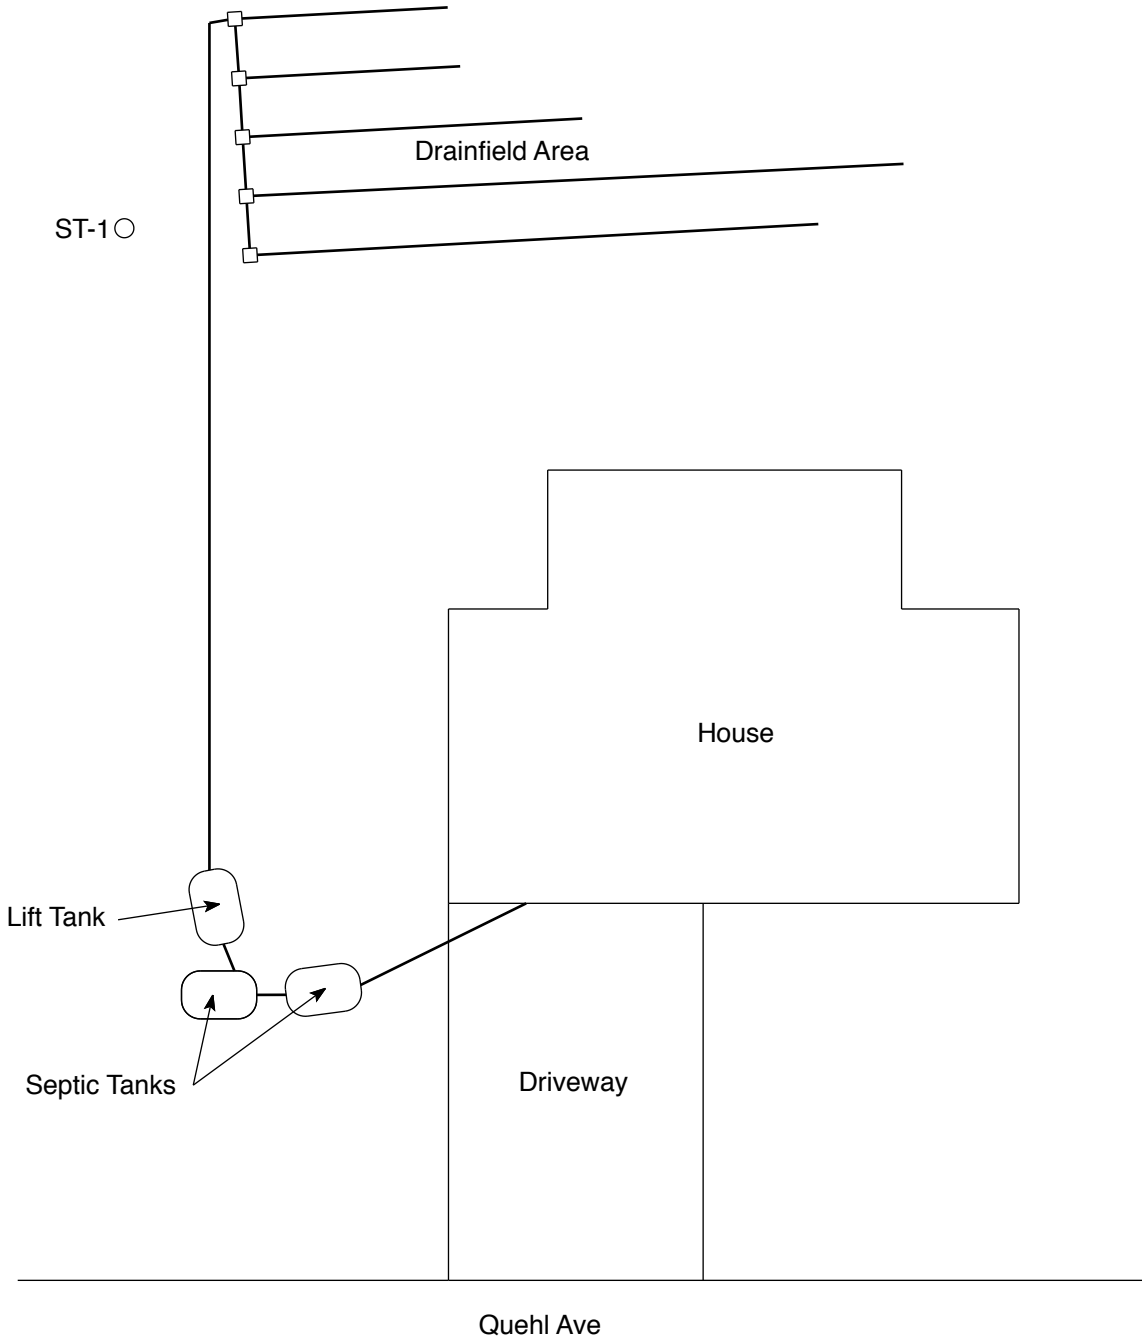 Drainfield Area
ST-1
House
Lift Tank
Septic Tanks
Driveway
Quehl Ave